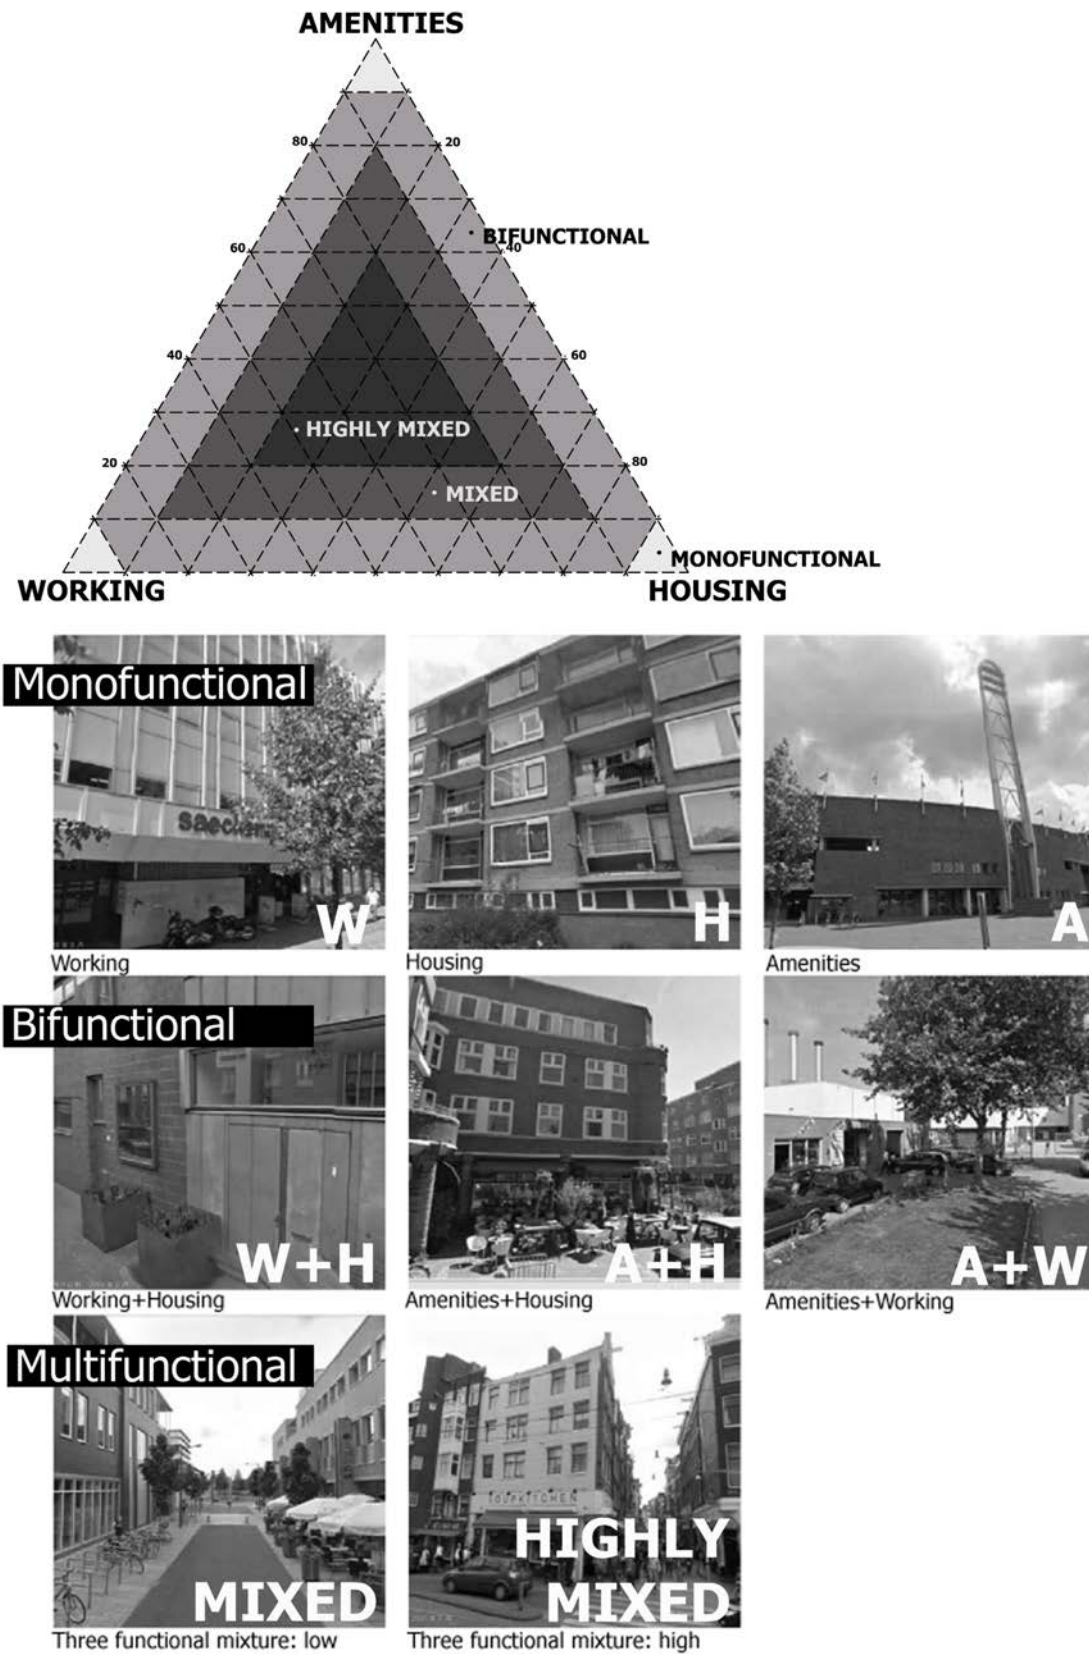 AMENITIES
80
20
BIFUNCTIONAL
60
40
40
60
HIGHLY MIXED
20
80
MIXED
MONOFUNCTIONAL
WORKING
HOUSING
Monofunctional
saecken
W
H
A
Working
Housing
Amenities
Bifunctional
W+H
A+H
A+W
Working+Housing
Amenities+Housing
Amenities+Working
Multifunctional
SOUPKITCHEN
MIXED
HIGHLY
MIXED
Three functional mixture: low
Three functional mixture: high